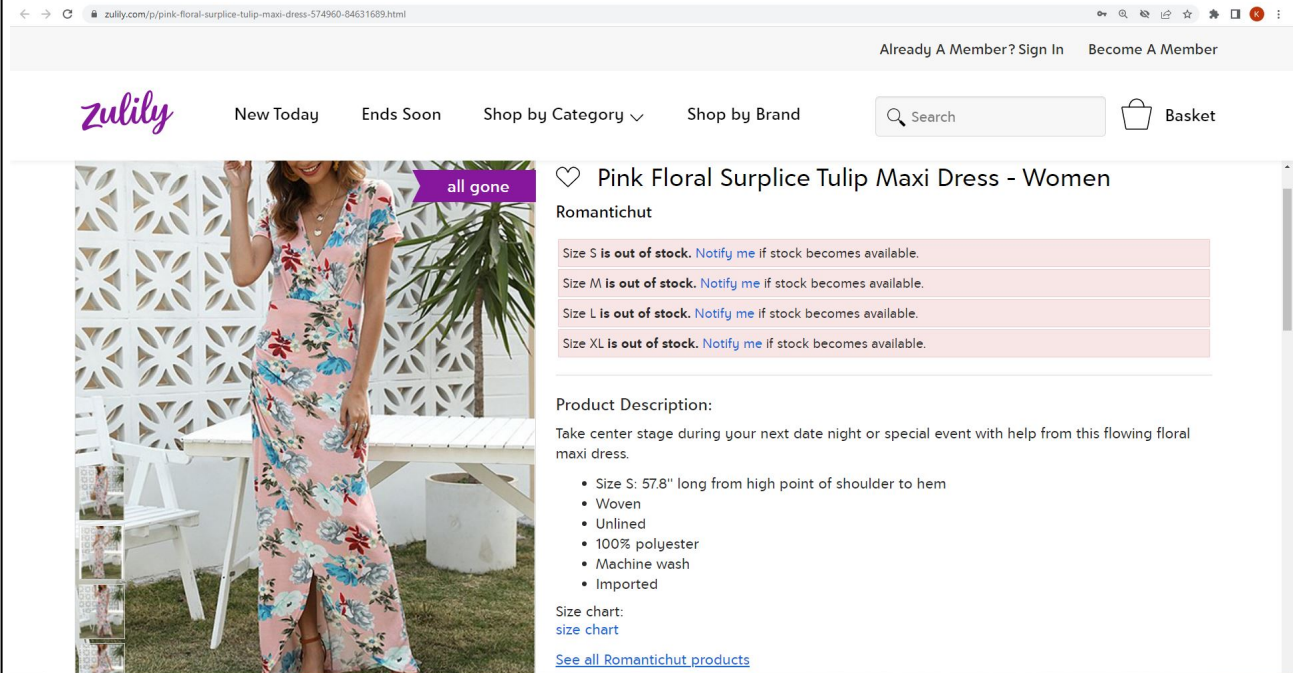 zulily.com/p/pink-floral-surplice-tulip-maxi-dress-574960-84631689.html
K
Already A Member? Sign In Become A Member
zulily
New Today Ends Soon Shop by Category Shop by Brand Search Basket
all gone
Pink Floral Surplice Tulip Maxi Dress - Women
Romantichut
Size S is out of stock. Notify me if stock becomes available.
Size M is out of stock. Notify me if stock becomes available.
Size L is out of stock. Notify me if stock becomes available.
Size XL is out of stock. Notify me if stock becomes available.
Product Description:
Take center stage during your next date night or special event with help from this flowing floral
maxi dress.
• Size S: 57.8'' long from high point of shoulder to hem
• Woven
• Unlined
• 100% polyester
• Machine wash
• Imported
Size chart:
size chart
See all Romantichut products